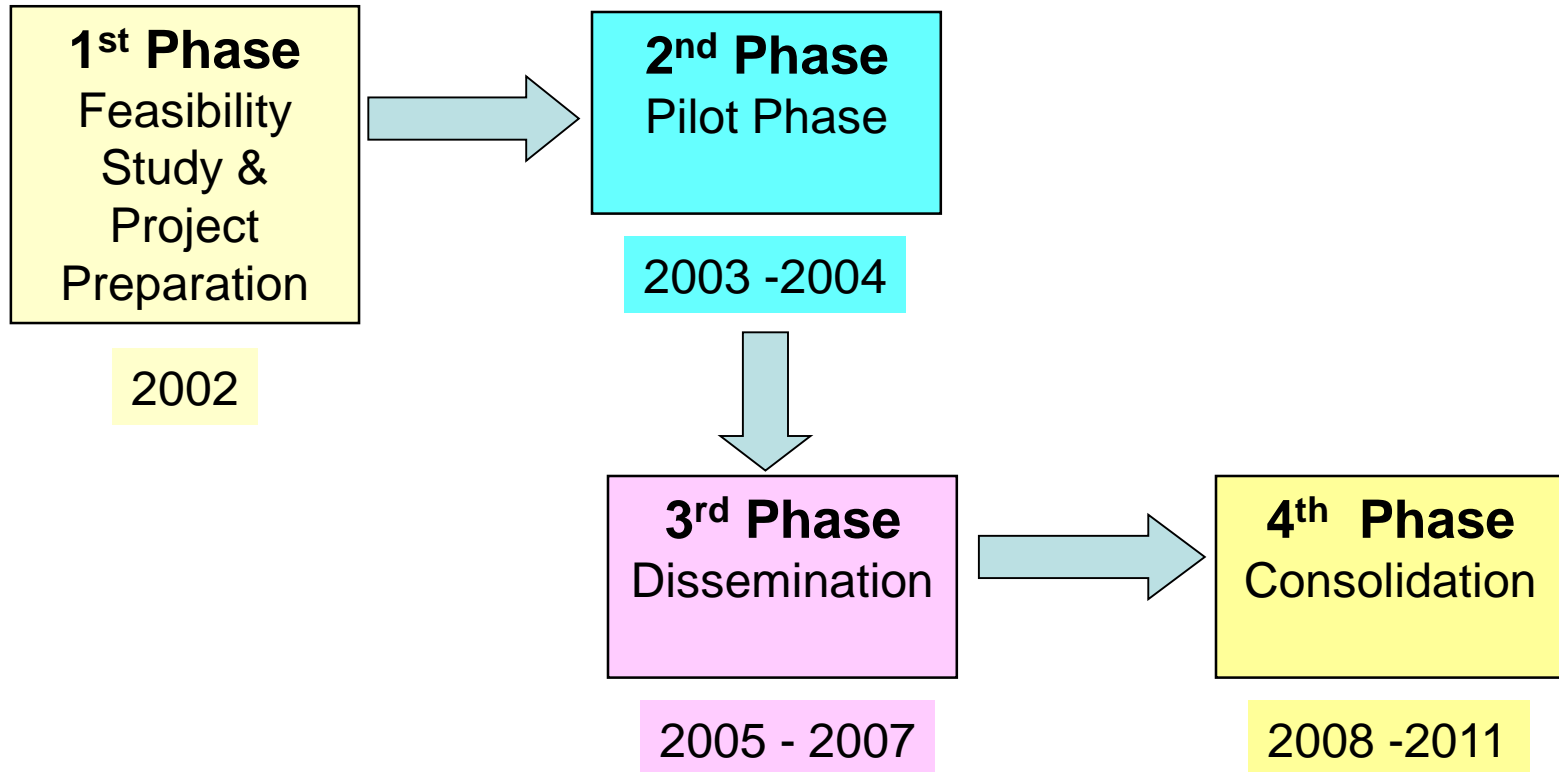 1st Phase
Feasibility
Study &
Project
Preparation
2002
2nd Phase
Pilot Phase
2003 -2004
3rd Phase
Dissemination
2005 - 2007
4th  Phase
Consolidation
2008 -2011